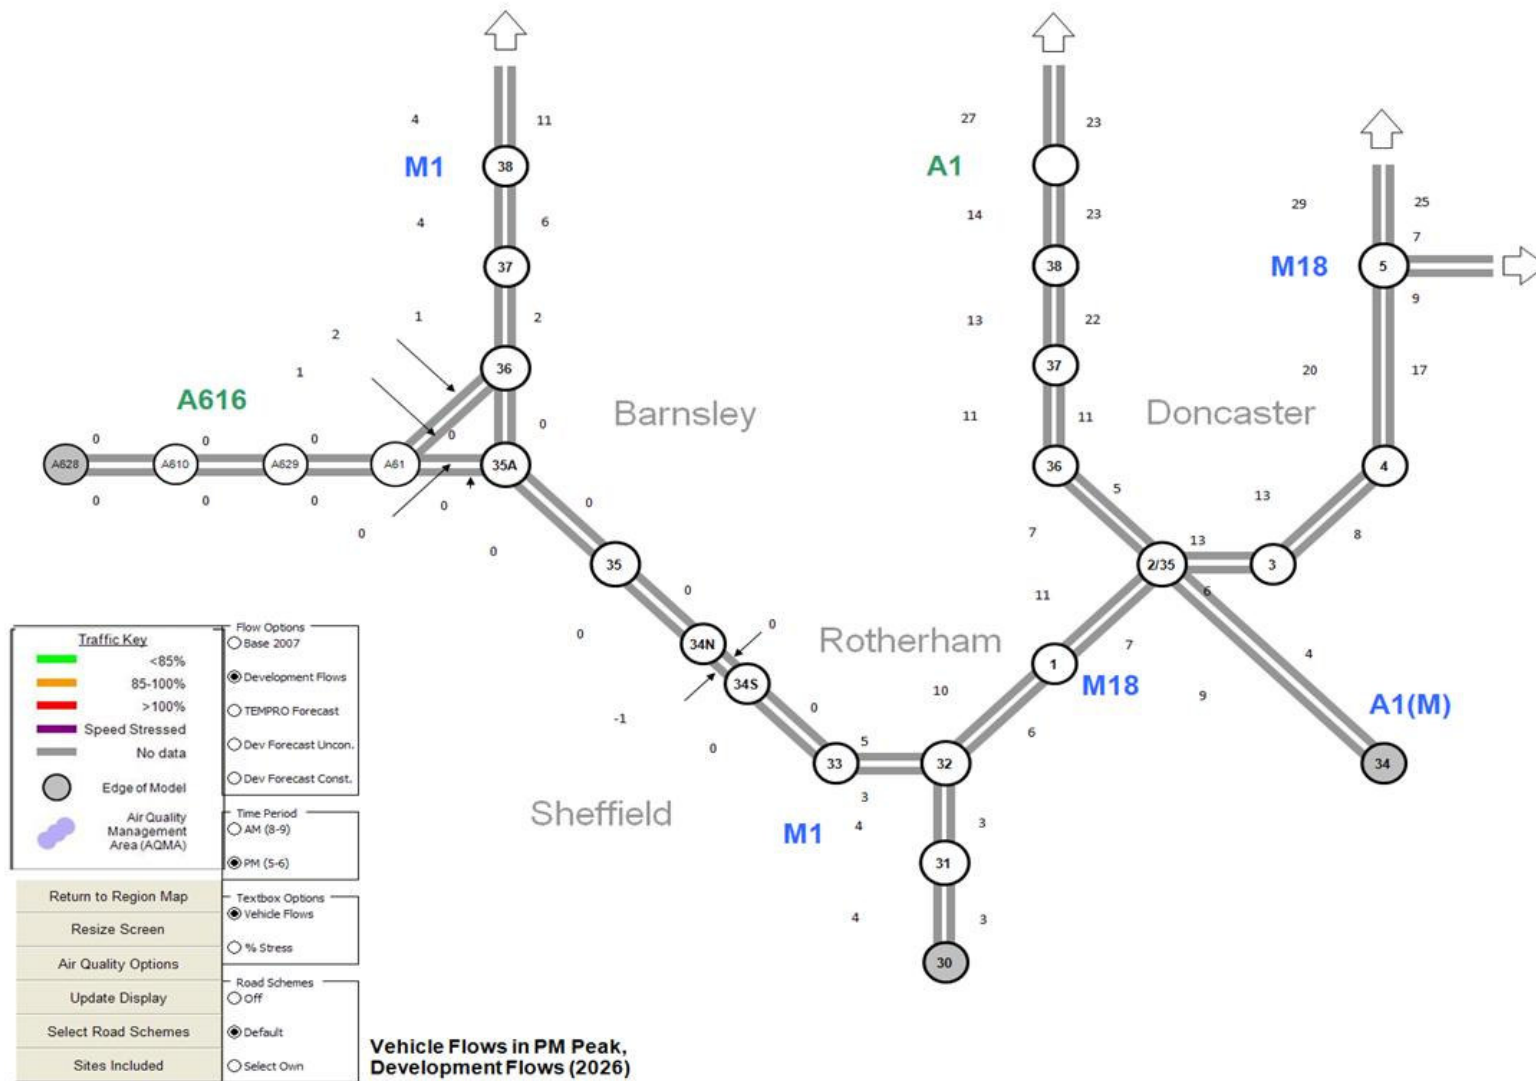 4
11
27
23
M1
38
A1
29
25
4
6
14
23
7
37
38
M18
5
9
2
1
2
13
22
1
36
37
20
17
A616
Barnsley
11
11
Doncaster
0
0
0
0
0
A628
A610
A629
A61
35A
36
4
0
0
0
0
0
0
0
5
13
7
8
13
35
2/35
3
0
11
6
0
34N
0
Rotherham
7
4
34S
1
M18
-1
0
0
10
9
A1(M)
5
6
33
32
34
Sheffield
3
M1
4
3
31
4
3
30
Traffic Key
<85%
85-100%
>100%
Speed Stressed
No data
Edge of Model
Air Quality
Management
Area (AQMA)
Flow Options
Base 2007
Development Flows
TEMPRO Forecast
Dev Forecast Uncon.
Dev Forecast Const.
Time Period
AM (8-9)
PM (5-6)
Textbox Options
Vehicle Flows
% Stress
Road Schemes
Off
Default
Select Own
Return to Region Map
Resize Screen
Air Quality Options
Update Display
Select Road Schemes
Sites Included
Vehicle Flows in PM Peak,
Development Flows (2026)